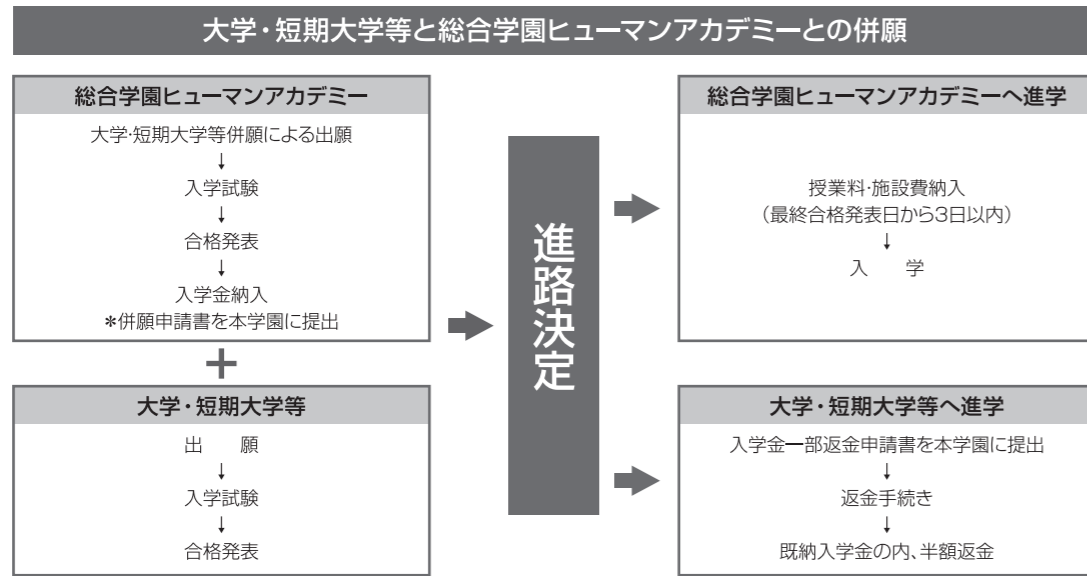 大学・短期大学等と総合学園ヒューマンアカデミーとの併願
総合学園ヒューマンアカデミー
大学・短期大学等併願による出願
↓
入学試験
↓
合格発表
↓
入学金納入
*併願申請書を本学園に提出
+
大学・短期大学等
出　願
↓
入学試験
↓
合格発表
進路決定
総合学園ヒューマンアカデミーへ進学
授業料・施設費納入
（最終合格発表日から3日以内）
↓
入　学
大学・短期大学等へ進学
入学金一部返金申請書を本学園に提出
↓
返金手続き
↓
既納入学金の内、半額返金